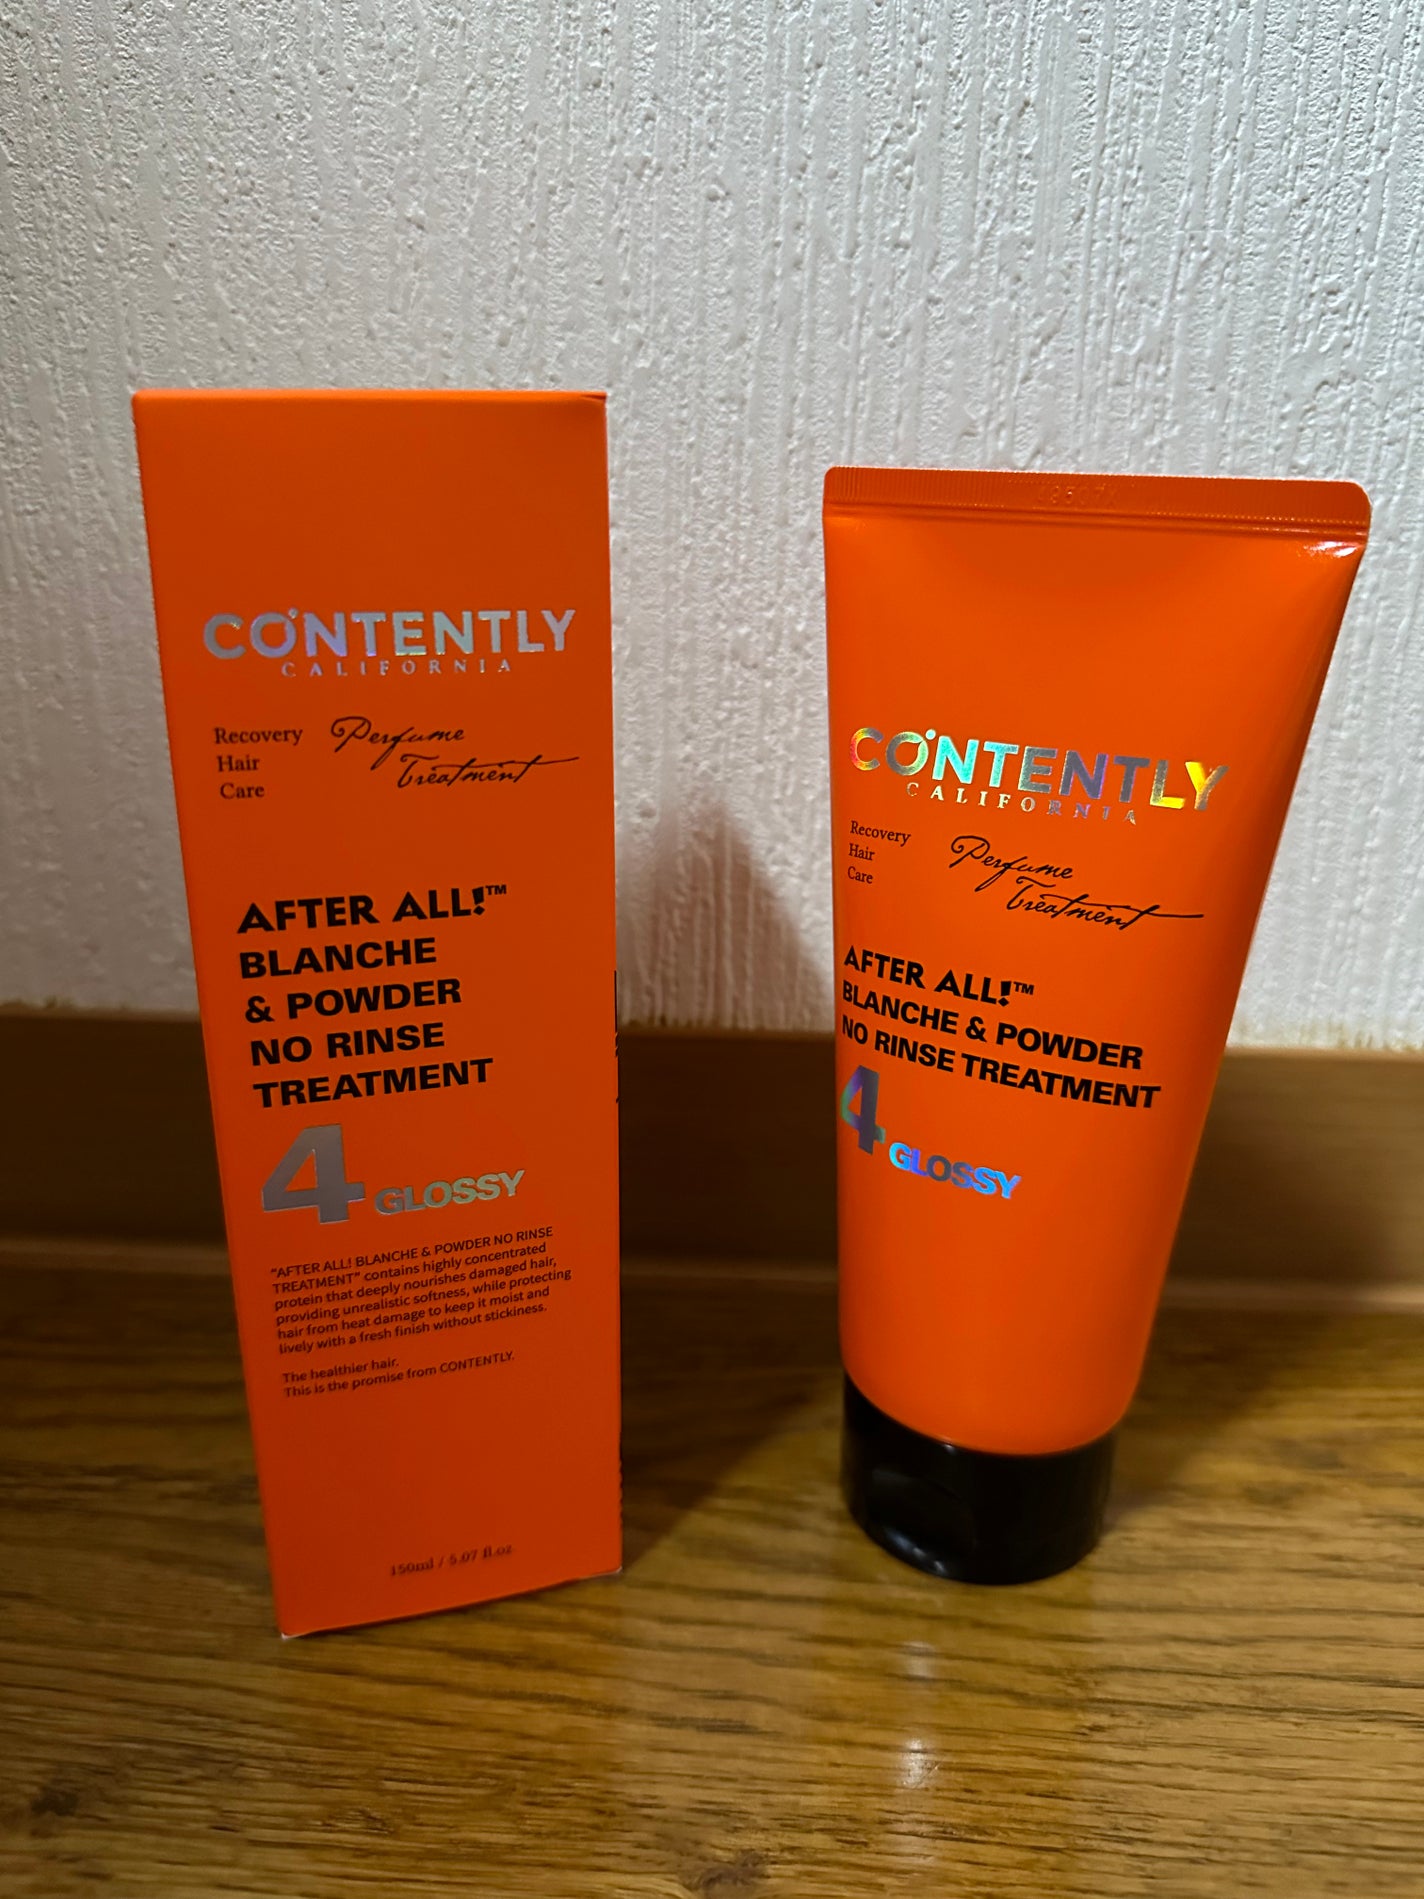 CONTENTLY
CALIFORNIA
Recovery
Hair
Care
Perfume
Treatment
AFTER ALL!™
BLANCHE
& POWDER
NO RINSE
TREATMENT
4 GLOSSY
"AFTER ALL! BLANCHE & POWDER NO RINSE
TREATMENT" contains highly concentrated
protein that deeply nourishes damaged hair,
providing unrealistic softness, while protecting
hair from heat damage to keep it moist and
lively with a fresh finish without stickiness.
The healthier hair.
This is the promise from CONTENTLY.
150ml / 5.07 fl.oz
CONTENTLY
CALIFORNIA
Recovery
Hair
Care
Perfume
Treatment
AFTER ALL!™
BLANCHE & POWDER
NO RINSE TREATMENT
4 GLOSSY